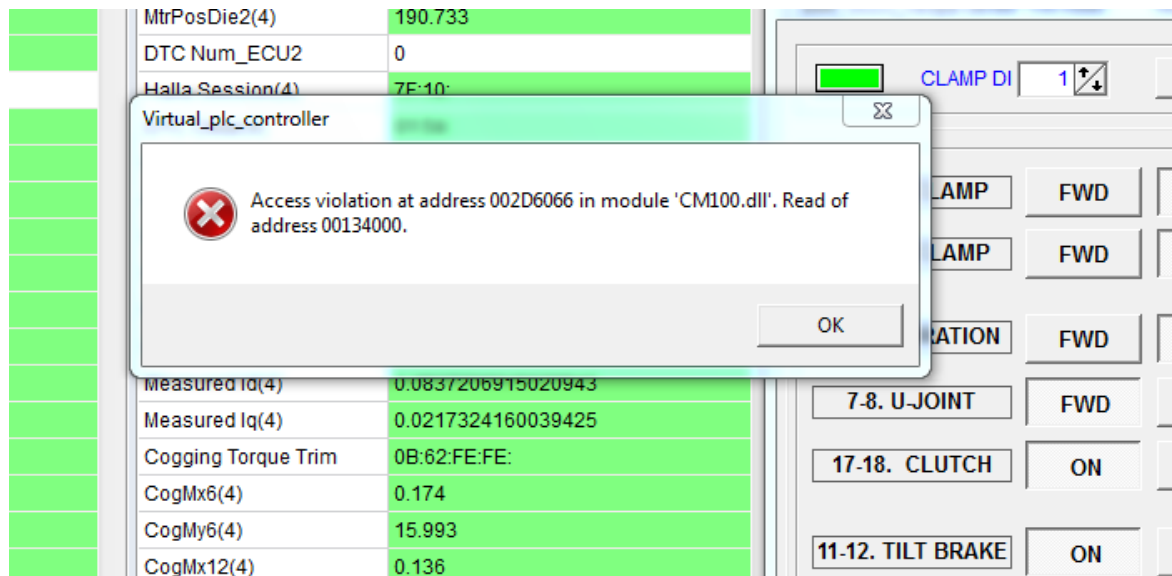 MtrPosDie2(4) 190.733
DTC Num_ECU2 0
Halla Session(4) 7F:10:
CLAMP DI 1
Virtual_plc_controller
Access violation at address 002D6066 in module 'CM100.dll'. Read of
address 00134000.
OK
LAMP FWD
LAMP FWD
RATION FWD
7-8. U-JOINT FWD
17-18. CLUTCH ON
11-12. TILT BRAKE ON
Measured Id(4) 0.0837206915020943
Measured Iq(4) 0.0217324160039425
Cogging Torque Trim 0B:62:FE:FE:
CogMx6(4) 0.174
CogMy6(4) 15.993
CogMx12(4) 0.136